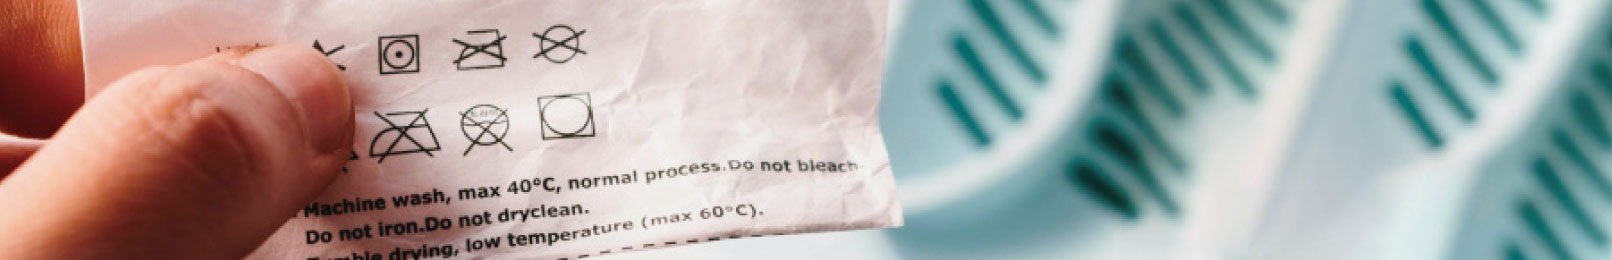 Machine wash, max 40°C, normal process.Do not bleach.
Do not iron.Do not dryclean.
drying, low temperature (max 60°C).